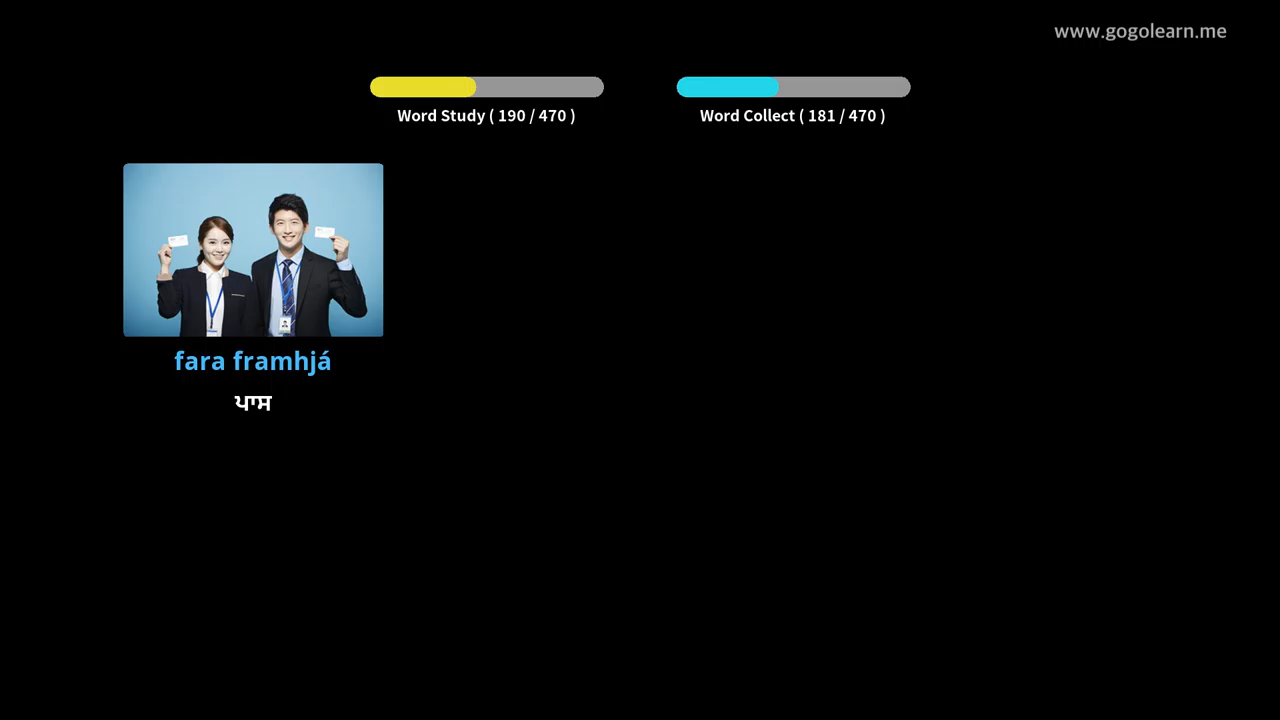 www.gogolearn.me
Word Study ( 190 / 470 )
Word Collect ( 181 / 470 )
fara framhjá
ਪਾਸ